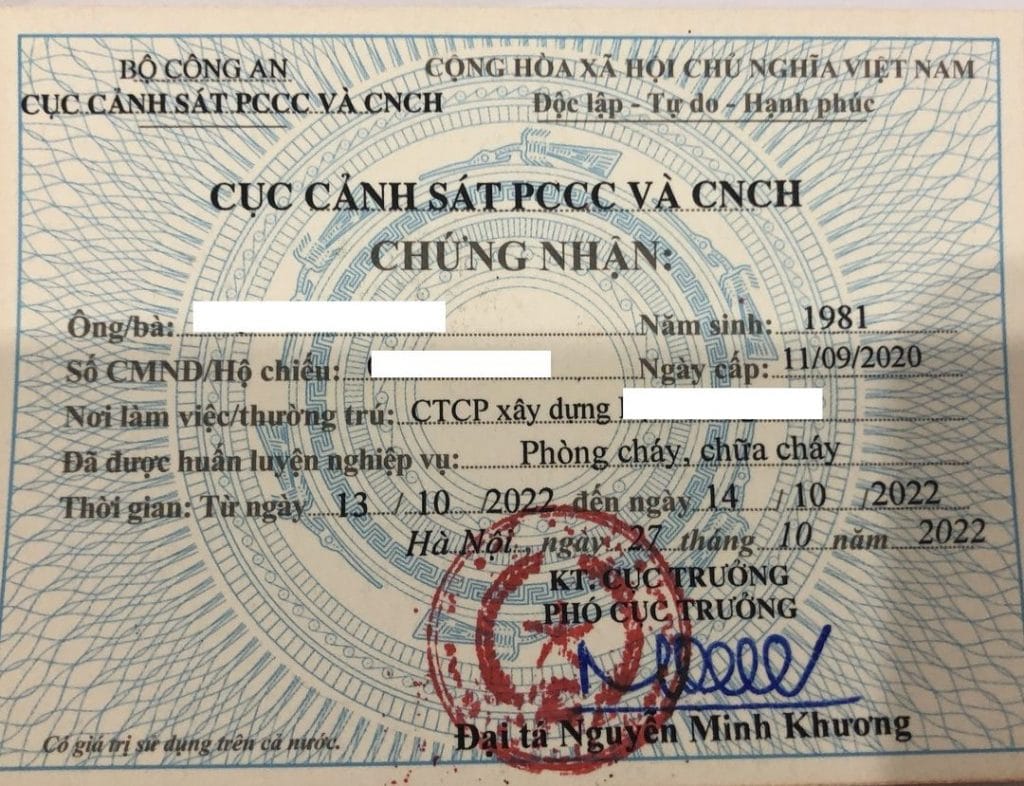 BỘ CÔNG AN
CỤC CẢNH SÁT PCCC VÀ CNCH
CỘNG HÒA XÃ HỘI CHỦ NGHĨA VIỆT NAM
Độc lập - Tự do - Hạnh phúc
CỤC CẢNH SÁT PCCC VÀ CNCH
CHỨNG NHẬN:
Ông/bà: Năm sinh: 1981
Số CMND/Hộ chiếu: Ngày cấp: 11/09/2020
Nơi làm việc/thường trú: CTCP xây dựng
Đã được huấn luyện nghiệp vụ: Phòng cháy, chữa cháy
Thời gian: Từ ngày 13 / 10 /2022 đến ngày 14 / 10 /2022
Hà Nội, ngày 27 tháng 10 năm 2022
KT. CỤC TRƯỞNG
PHÓ CỤC TRƯỞNG
Đại tá Nguyễn Minh Khương
Có giá trị sử dụng trên cả nước.